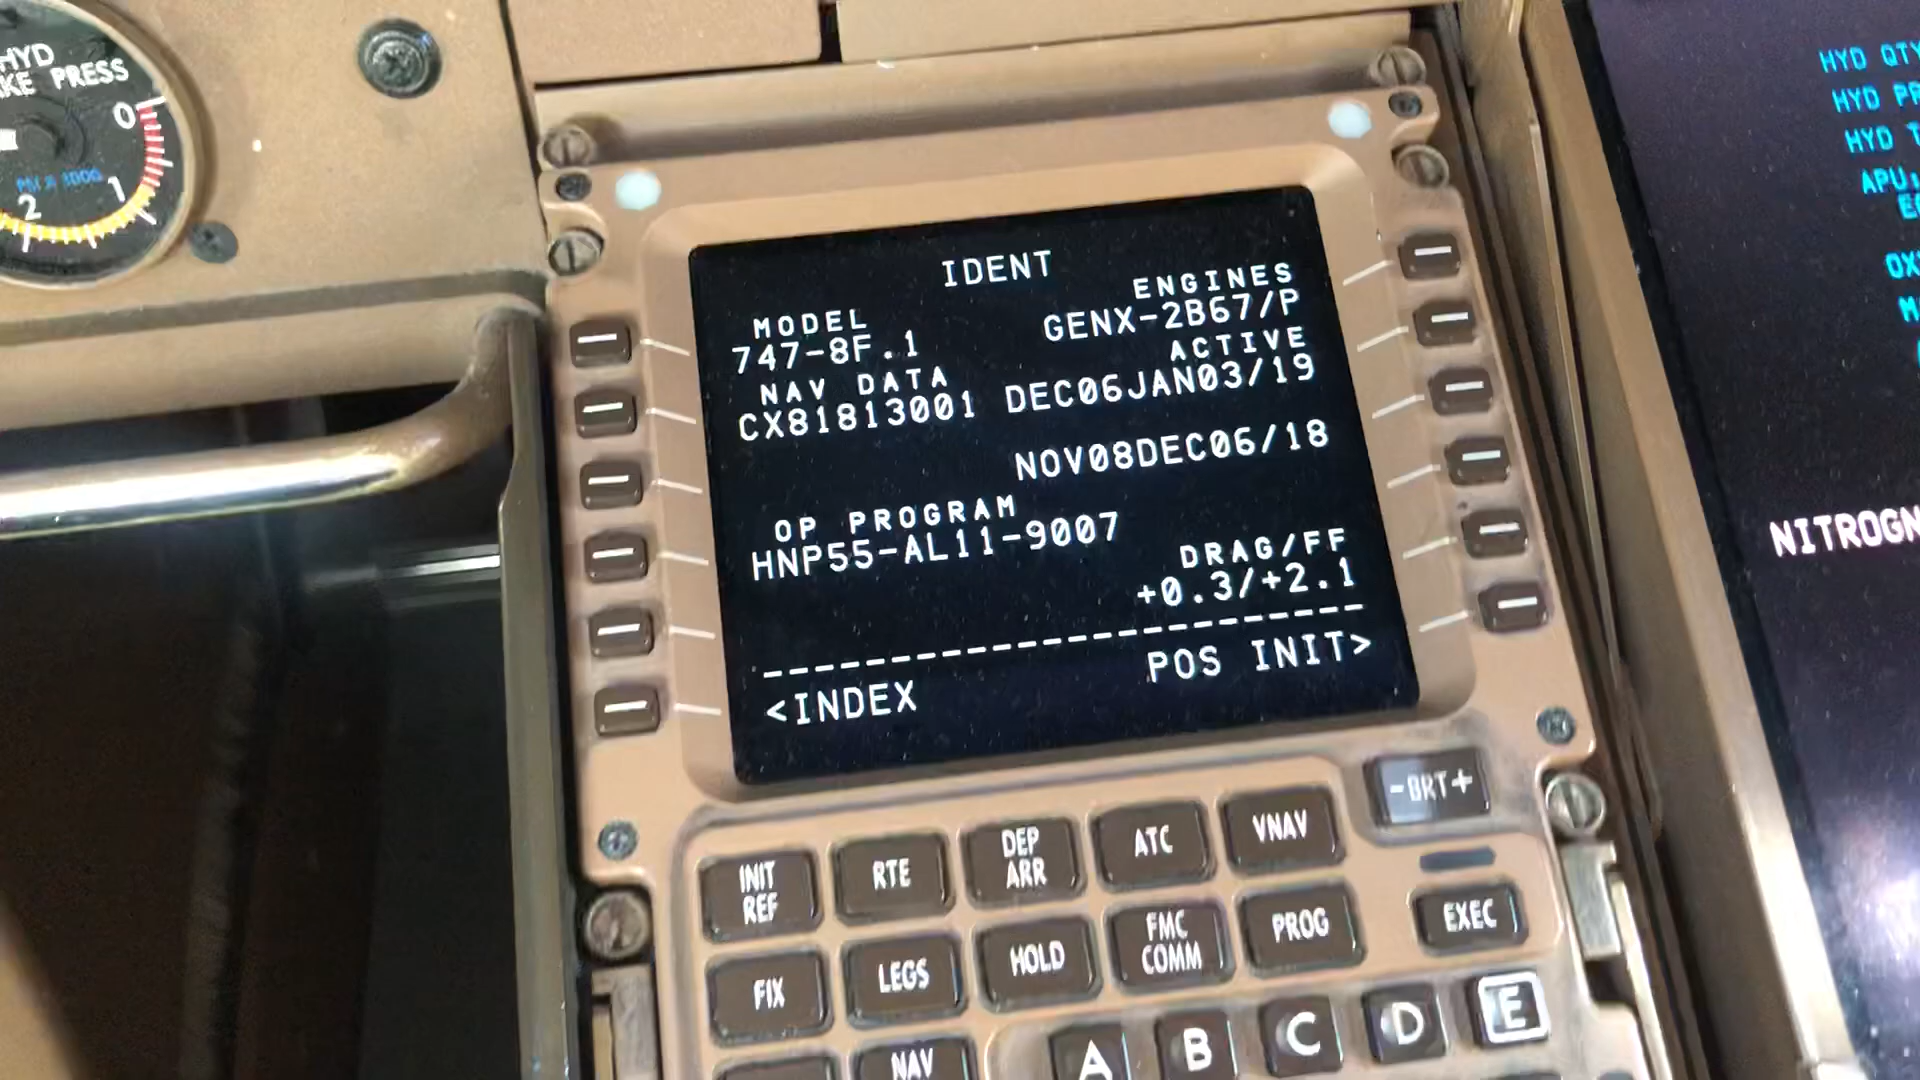 HYD
KE PRESS
0
1
2
PSI X 1000
IDENT
MODEL
ENGINES
747-8F.1
GENX-2B67/P
NAV DATA
ACTIVE
CX81813001 DEC06JAN03/19
NOV08DEC06/18
OP PROGRAM
HNP55-AL11-9007
DRAG/FF
+0.3/+2.1
<INDEX
POS INIT>
-BRT+
INIT REF
RTE
DEP ARR
ATC
VNAV
FIX
LEGS
HOLD
FMC COMM
PROG
EXEC
NAV
A
B
C
D
E
HYD QTY
HYD PR
HYD T
APU
OX
NITROGN